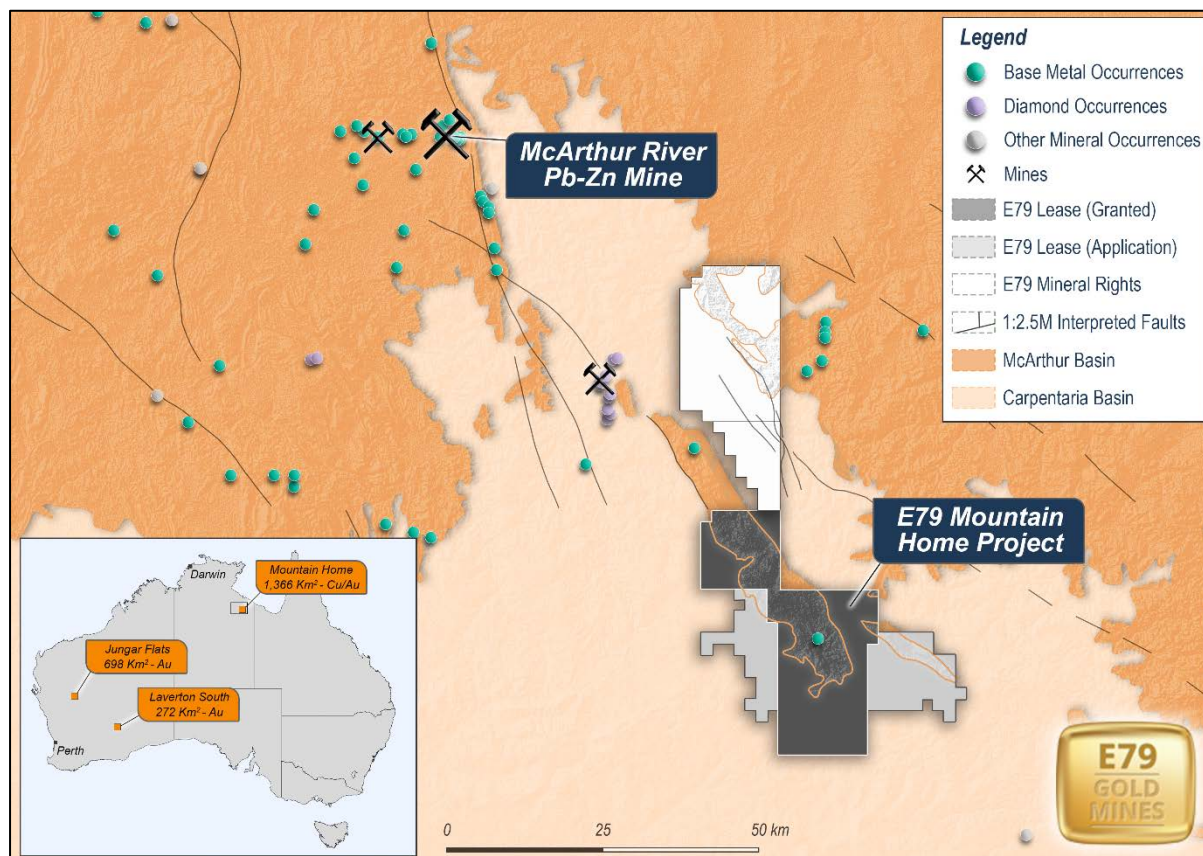 Legend
Base Metal Occurrences
Diamond Occurrences
Other Mineral Occurrences
Mines
E79 Lease (Granted)
E79 Lease (Application)
E79 Mineral Rights
1:2.5M Interpreted Faults
McArthur Basin
Carpentaria Basin
McArthur River
Pb-Zn Mine
E79 Mountain
Home Project
Darwin
Mountain Home
1,366 Km² - Cu/Au
Jungar Flats
698 Km² - Au
Laverton South
272 Km² - Au
Perth
0
25
50 km
E79
GOLD
MINES